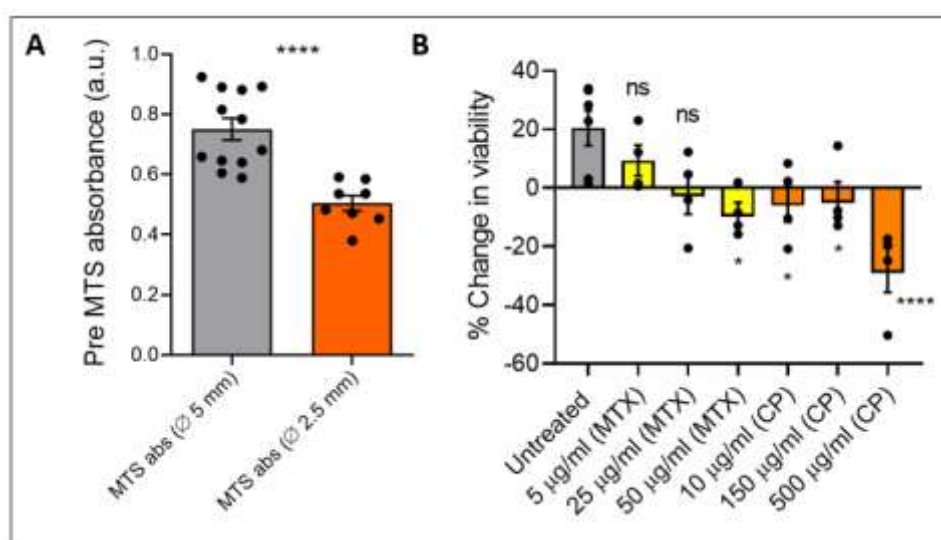 A
Pre MTS absorbance (a.u.)
1.0
0.8
0.6
0.4
0.2
0.0
****
MTS abs (∅ 5 mm)
MTS abs (∅ 2.5 mm)
B
% Change in viability
40
20
0
-20
-40
-60
ns
ns
*
*
*
****
Untreated
5 μg/ml (MTX)
25 μg/ml (MTX)
50 μg/ml (MTX)
10 μg/ml (CP)
150 μg/ml (CP)
500 μg/ml (CP)